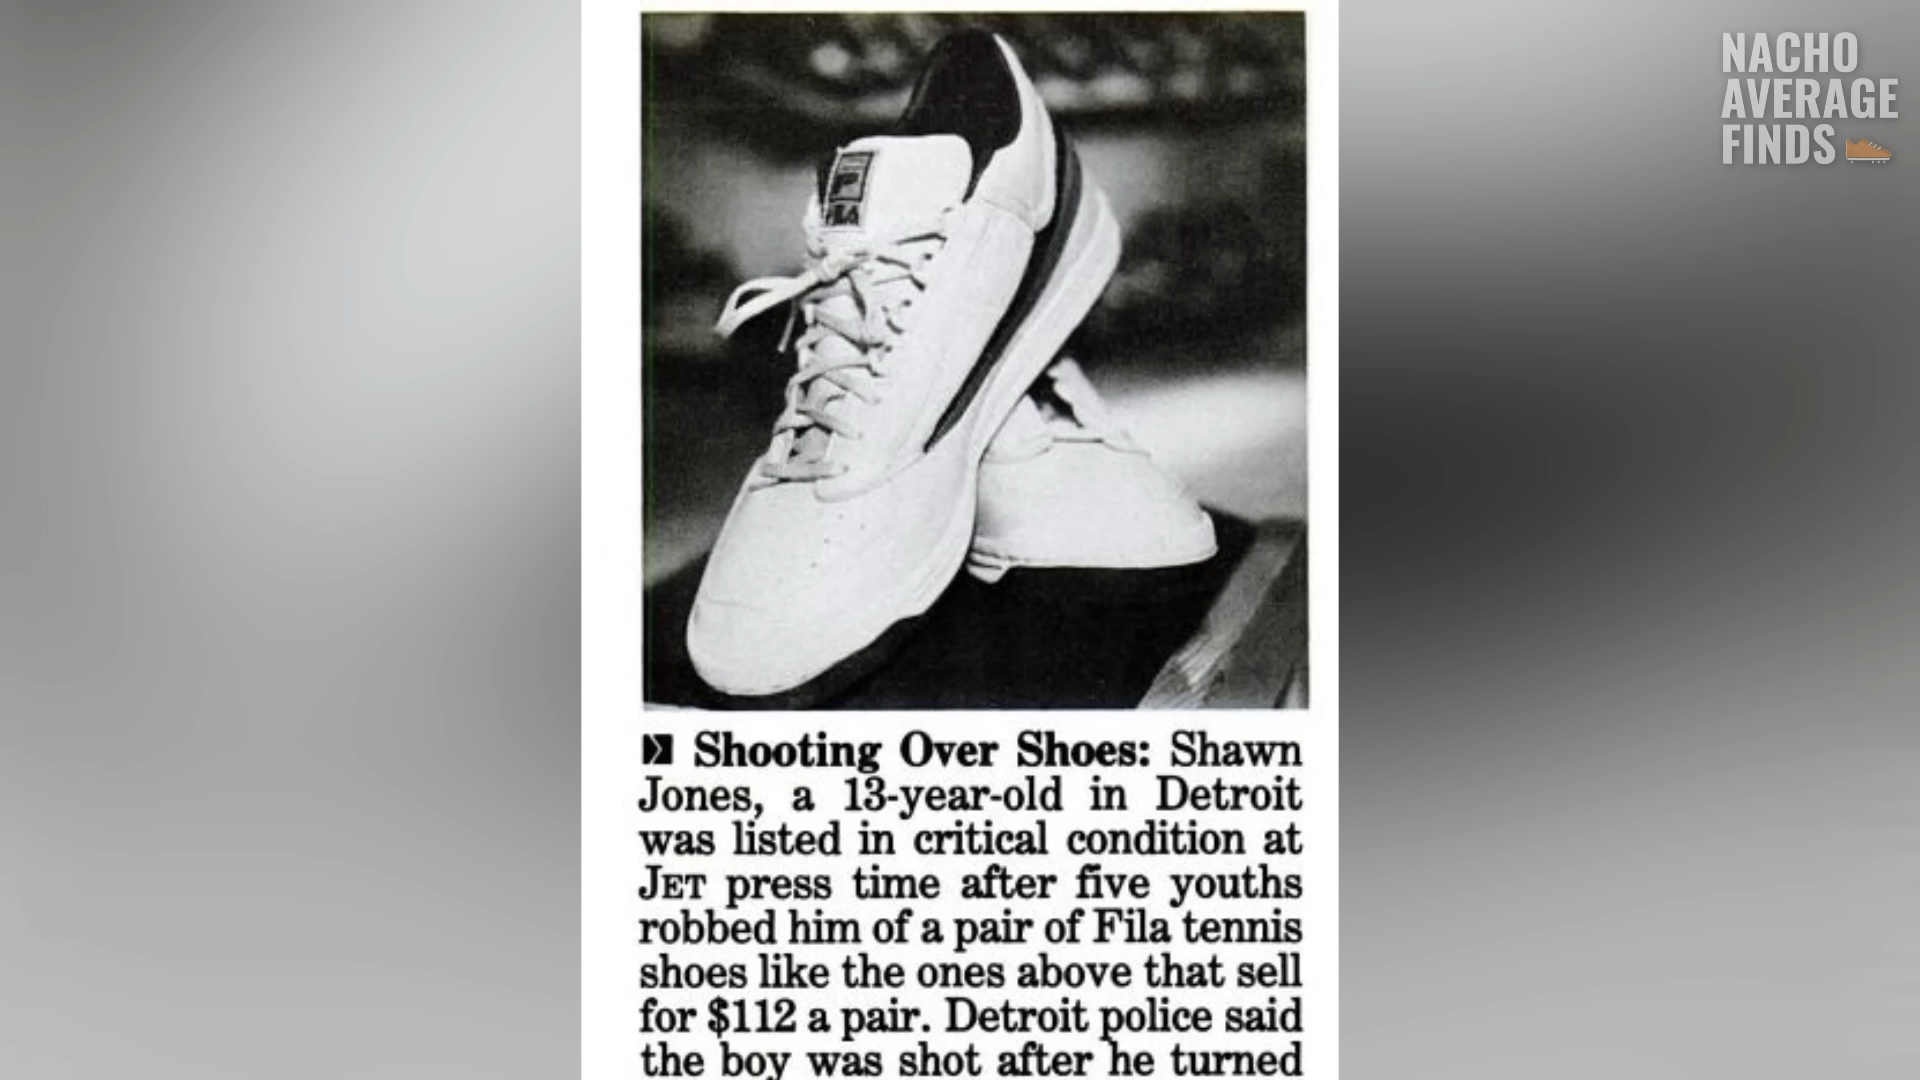 NACHO
AVERAGE
FINDS
FILA
Shooting Over Shoes: Shawn
Jones, a 13-year-old in Detroit
was listed in critical condition at
JET press time after five youths
robbed him of a pair of Fila tennis
shoes like the ones above that sell
for $112 a pair. Detroit police said
the boy was shot after he turned